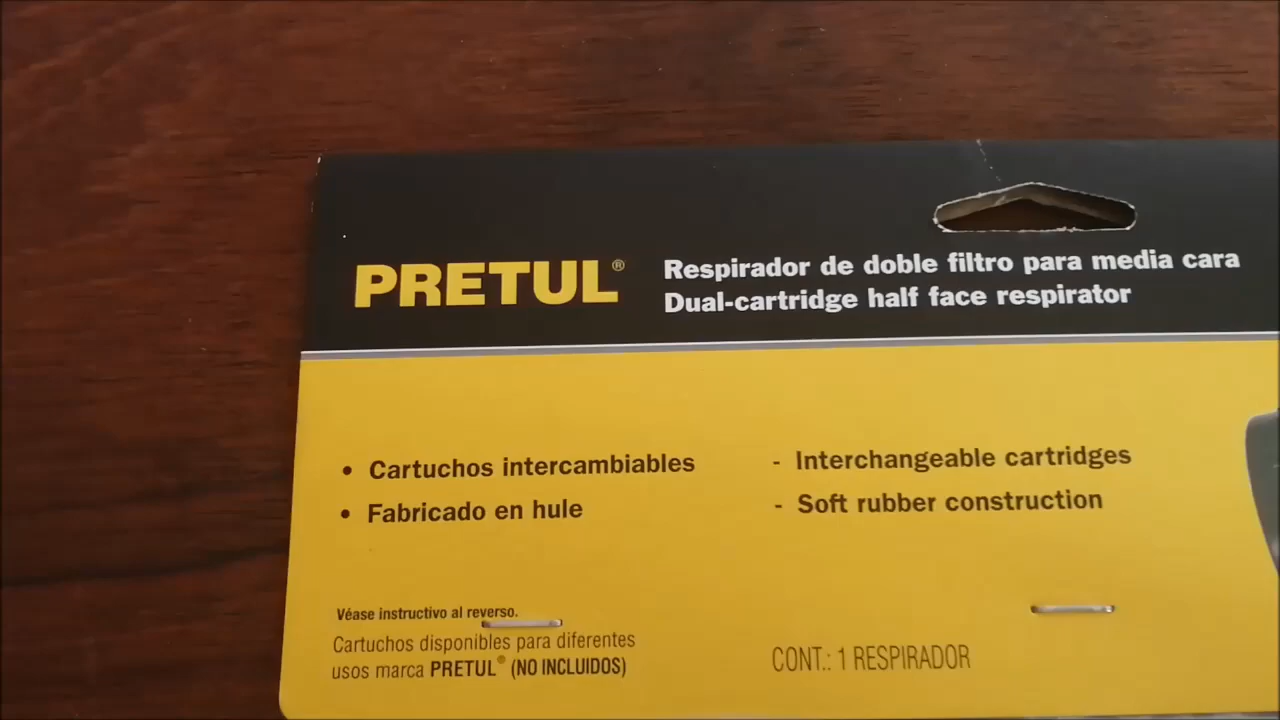 PRETUL®
Respirador de doble filtro para media cara
Dual-cartridge half face respirator
• Cartuchos intercambiables
• Fabricado en hule
- Interchangeable cartridges
- Soft rubber construction
Véase instructivo al reverso.
Cartuchos disponibles para diferentes
usos marca PRETUL® (NO INCLUIDOS)
CONT.: 1 RESPIRADOR